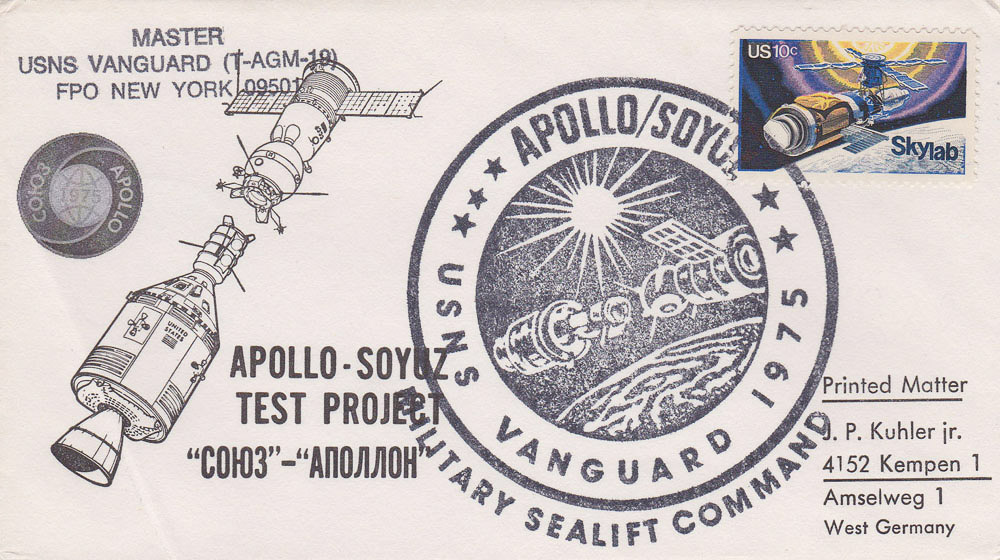 MASTER
USNS VANGUARD (T-AGM-19)
FPO NEW YORK 09501
US10c
Skylab
СОЮЗ
APOLLO
1975
UNITED
STATES
APOLLO/SOYUZ
USNS VANGUARD 1975
MILITARY SEALIFT COMMAND
APOLLO-SOYUZ
TEST PROJECT
"СОЮЗ"-"АПОЛЛОН"
Printed Matter
J. P. Kuhler jr.
4152 Kempen 1
Amselweg 1
West Germany